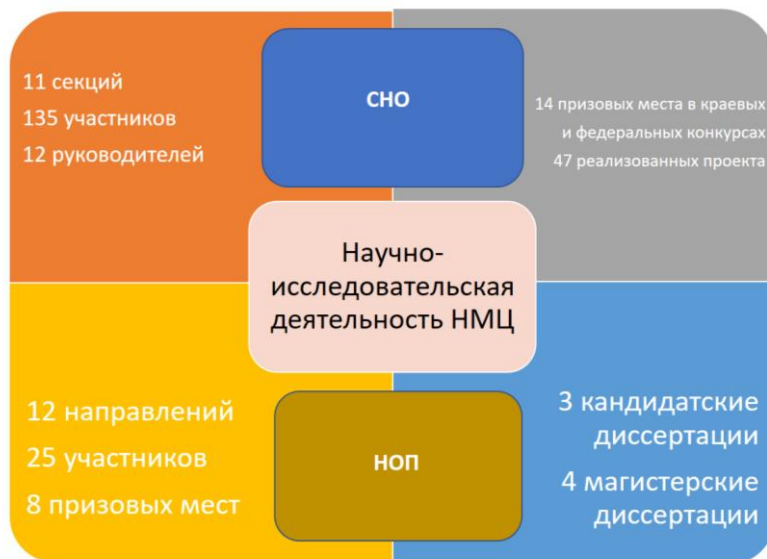 11 секций
135 участников
12 руководителей
СНО
14 призовых места в краевых
и федеральных конкурсах
47 реализованных проекта
Научно-
исследовательская
деятельность НМЦ
12 направлений
25 участников
8 призовых мест
НОП
3 кандидатские
диссертации
4 магистерские
диссертации